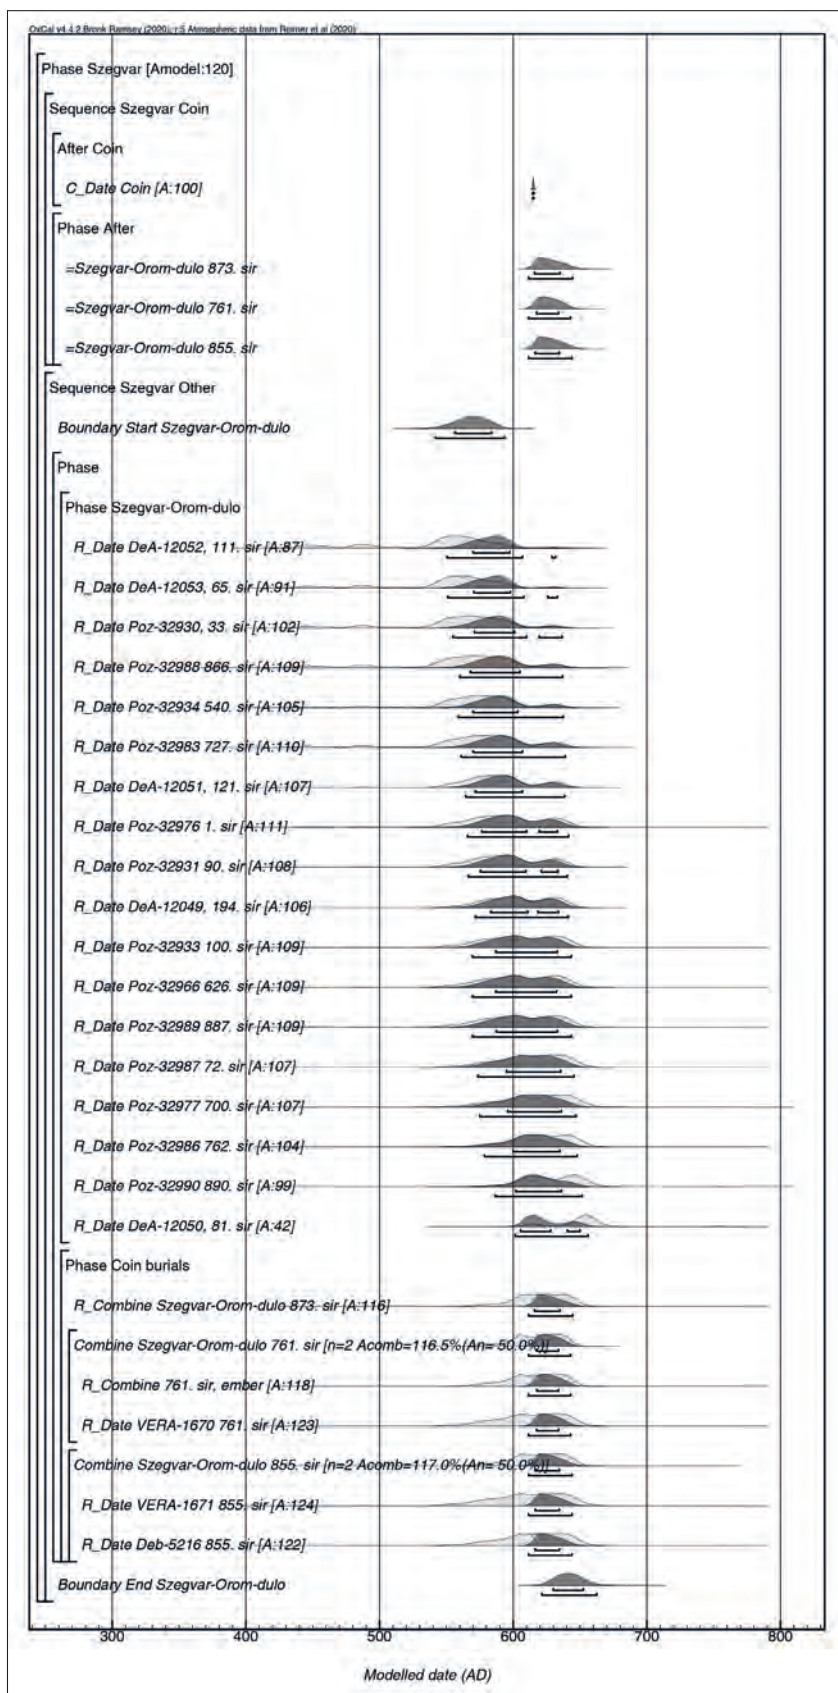 OxCal v4.4.2 Bronk Ramsey (2020); r:5 Atmospheric data from Reimer et al (2020)
Phase Szegvar [Amodel:120]
Sequence Szegvar Coin
After Coin
C_Date Coin [A:100]
Phase After
=Szegvar-Orom-dulo 873. sir
=Szegvar-Orom-dulo 761. sir
=Szegvar-Orom-dulo 855. sir
Sequence Szegvar Other
Boundary Start Szegvar-Orom-dulo
Phase
Phase Szegvar-Orom-dulo
R_Date DeA-12052, 111. sir [A:87]
R_Date DeA-12053, 65. sir [A:91]
R_Date Poz-32930, 33. sir [A:102]
R_Date Poz-32988 866. sir [A:109]
R_Date Poz-32934 540. sir [A:105]
R_Date Poz-32983 727. sir [A:110]
R_Date DeA-12051, 121. sir [A:107]
R_Date Poz-32976 1. sir [A:111]
R_Date Poz-32931 90. sir [A:108]
R_Date DeA-12049, 194. sir [A:106]
R_Date Poz-32933 100. sir [A:109]
R_Date Poz-32966 626. sir [A:109]
R_Date Poz-32989 887. sir [A:109]
R_Date Poz-32987 72. sir [A:107]
R_Date Poz-32977 700. sir [A:107]
R_Date Poz-32986 762. sir [A:104]
R_Date Poz-32990 890. sir [A:99]
R_Date DeA-12050, 81. sir [A:42]
Phase Coin burials
R_Combine Szegvar-Orom-dulo 873. sir [A:116]
Combine Szegvar-Orom-dulo 761. sir [n=2 Acomb=116.5%(An= 50.0%)]
R_Combine 761. sir, ember [A:118]
R_Date VERA-1670 761. sir [A:123]
Combine Szegvar-Orom-dulo 855. sir [n=2 Acomb=117.0%(An= 50.0%)]
R_Date VERA-1671 855. sir [A:124]
R_Date Deb-5216 855. sir [A:122]
Boundary End Szegvar-Orom-dulo
300 400 500 600 700 800
Modelled date (AD)